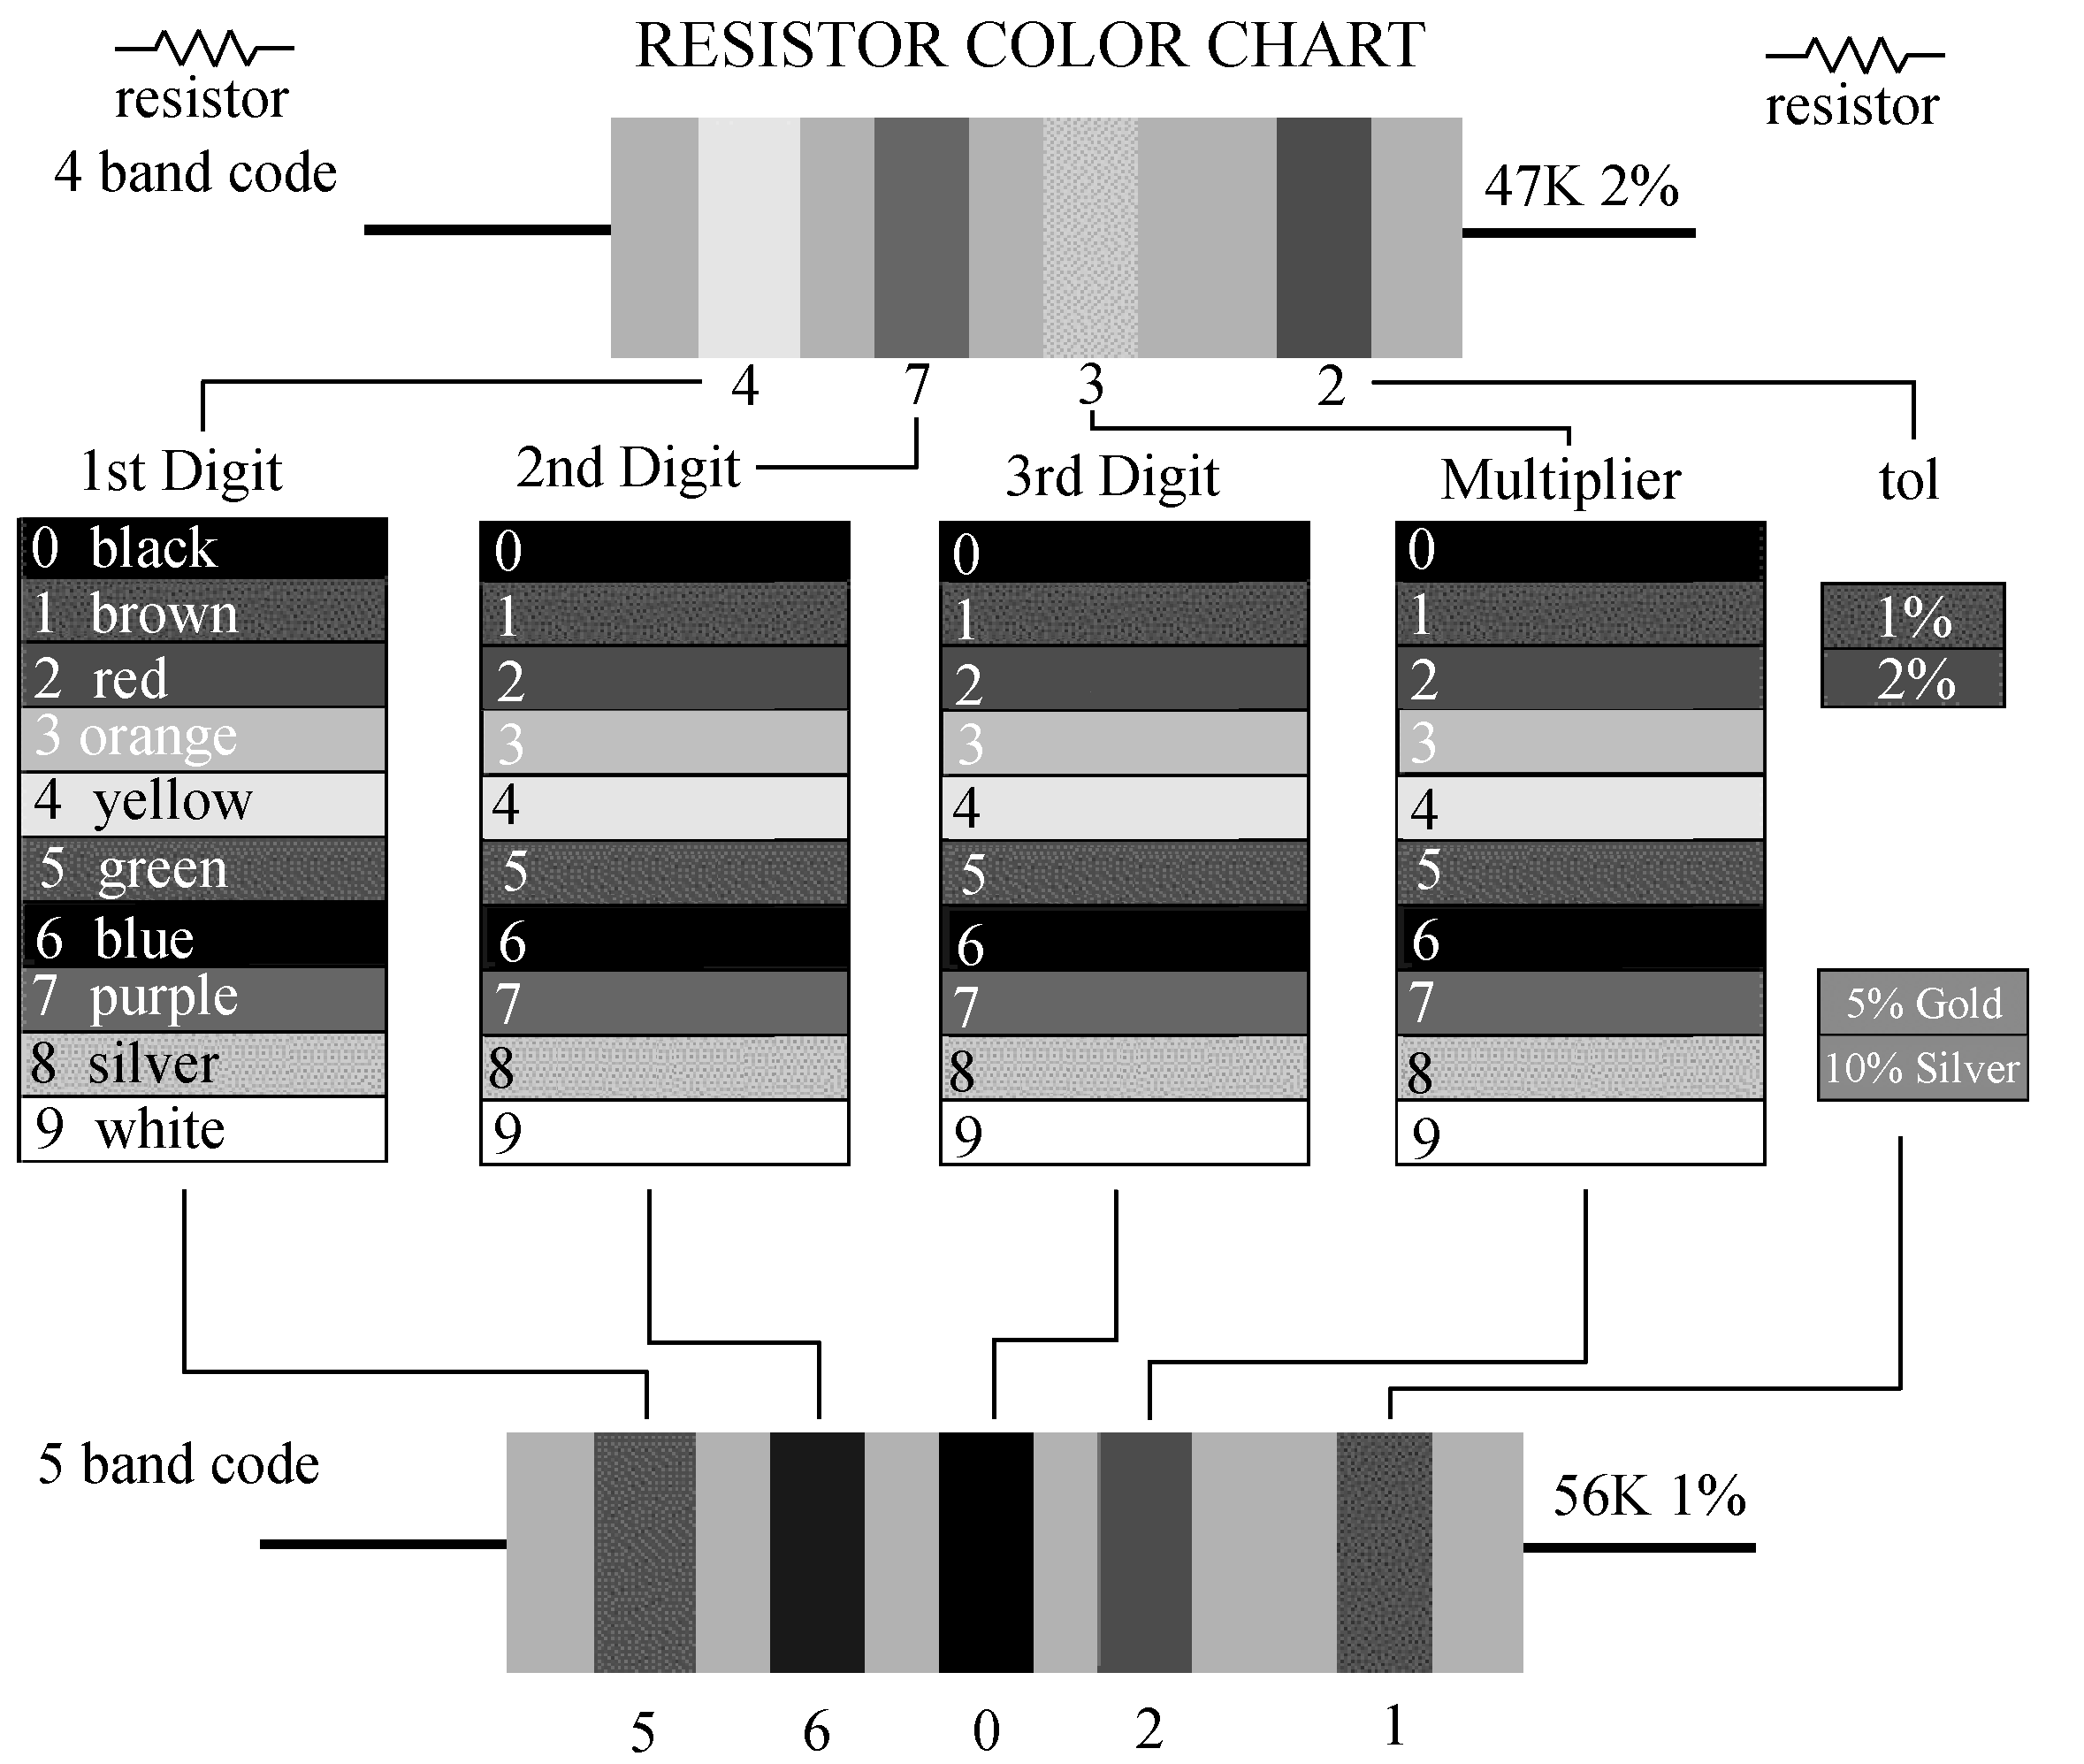 RESISTOR COLOR CHART
resistor
resistor
4 band code
47K 2%
4 7 3 2
1st Digit
2nd Digit
3rd Digit
Multiplier
tol
0 black
1 brown
2 red
3 orange
4 yellow
5 green
6 blue
7 purple
8 silver
9 white
0
1
2
3
4
5
6
7
8
9
0
1
2
3
4
5
6
7
8
9
0
1
2
3
4
5
6
7
8
9
1%
2%
5% Gold
10% Silver
5 band code
56K 1%
5 6 0 2 1